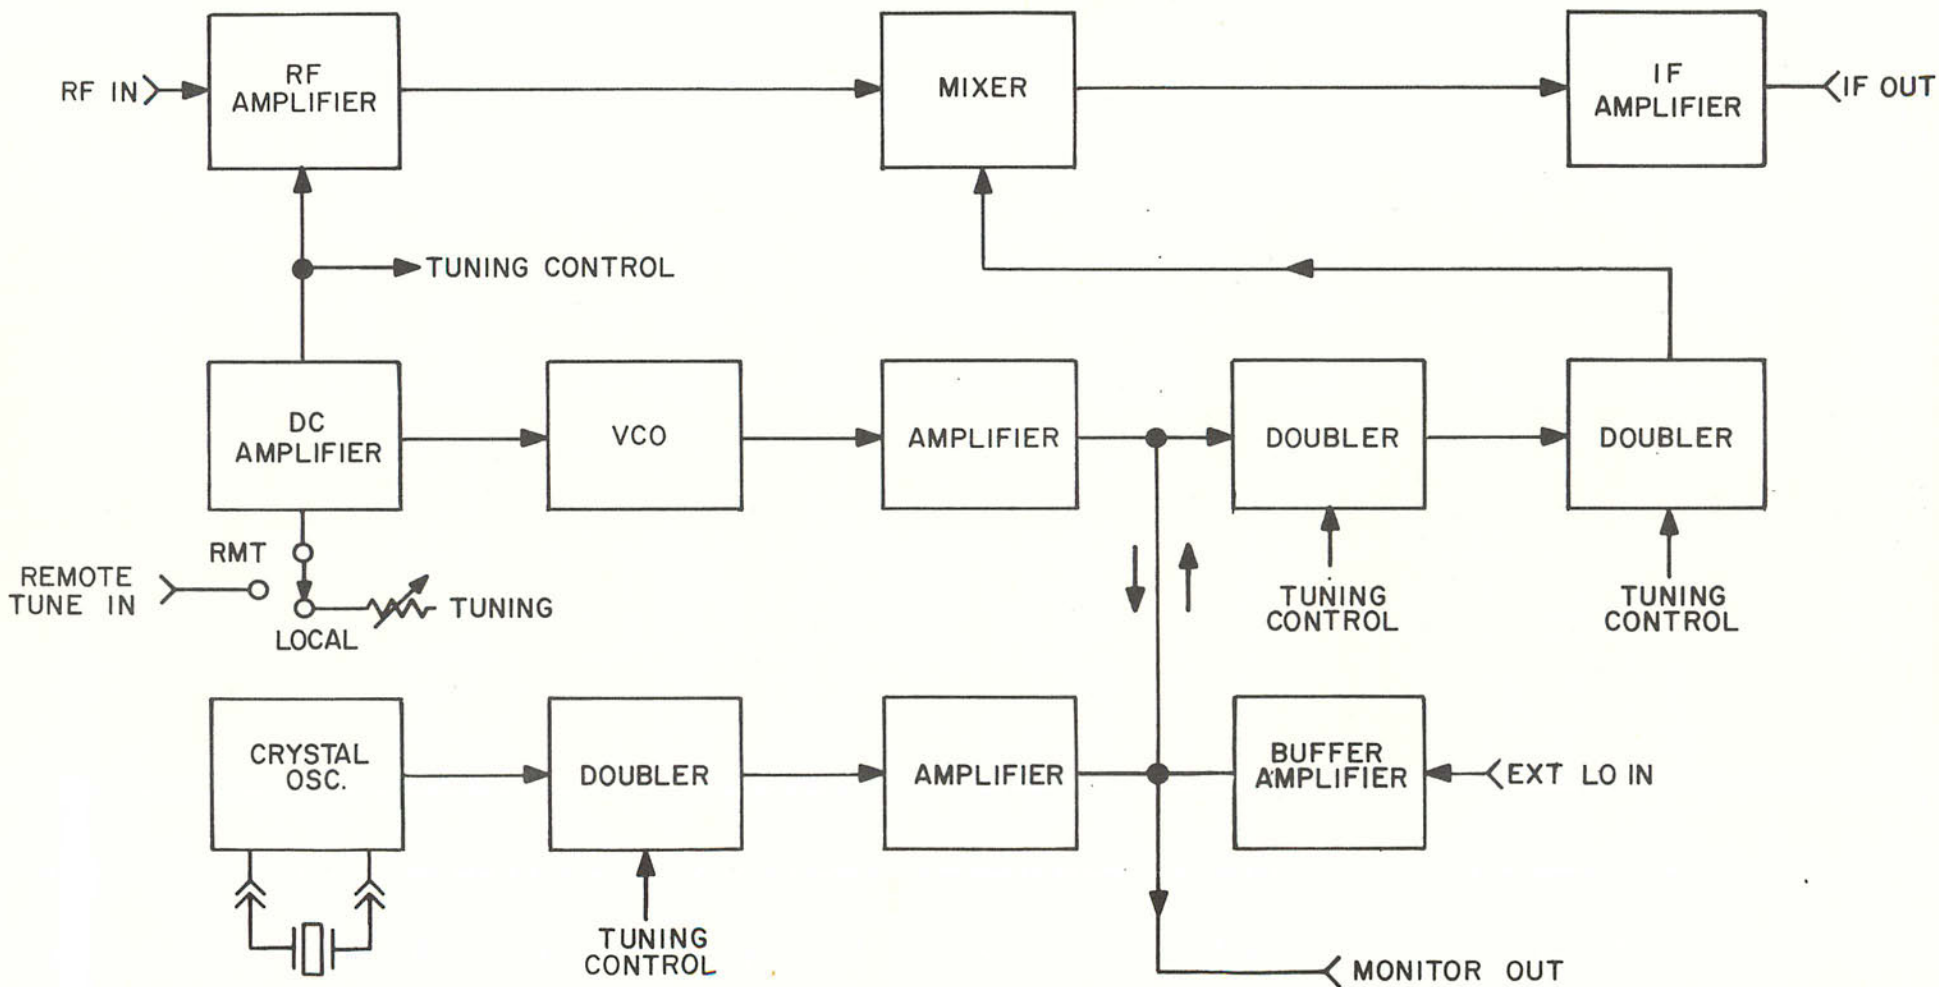 RF IN
RF
AMPLIFIER
MIXER
IF
AMPLIFIER
IF OUT
TUNING CONTROL
DC
AMPLIFIER
VCO
AMPLIFIER
DOUBLER
DOUBLER
RMT
REMOTE
TUNE IN
TUNING
LOCAL
TUNING
CONTROL
TUNING
CONTROL
CRYSTAL
OSC.
DOUBLER
AMPLIFIER
BUFFER
AMPLIFIER
EXT LO IN
TUNING
CONTROL
MONITOR OUT